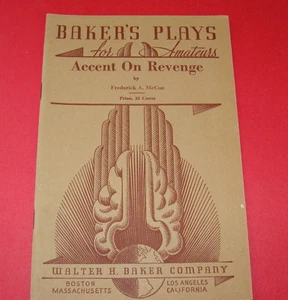 BAKER'S PLAYS
for Amateurs
Accent On Revenge
by
Frederick A.
Price, 35 Cents
WALTER H. BAKER COMPANY
BOSTON
MASSACHUSETTS
LOS ANGELES
CALIFORNIA